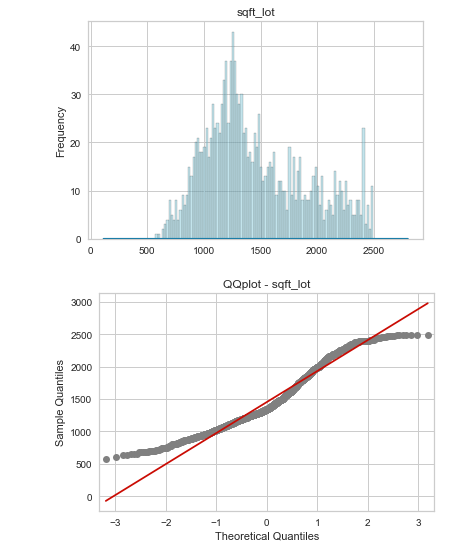 sqft_lot
40
30
20
10
0
Frequency
0 500 1000 1500 2000 2500
QQplot - sqft_lot
3000
2500
2000
1500
1000
500
0
Sample Quantiles
−3 −2 −1 0 1 2 3
Theoretical Quantiles